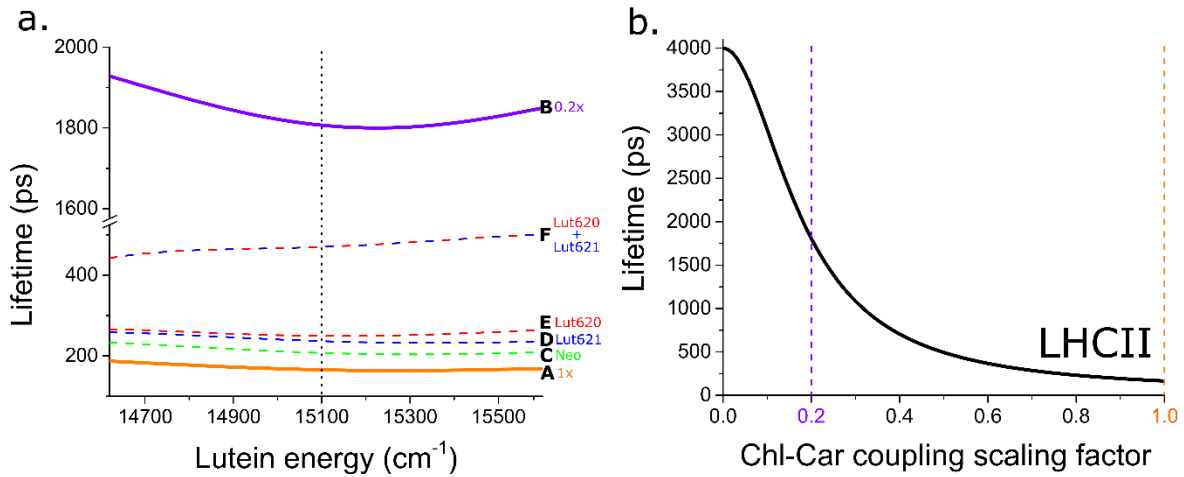 a.
2000
1800
1600
400
200
Lifetime (ps)
B 0.2x
Lut620
F +
Lut621
E Lut620
D Lut621
C Neo
A 1x
14700 14900 15100 15300 15500
Lutein energy (cm⁻¹)
b.
4000
3500
3000
2500
2000
1500
1000
500
0
Lifetime (ps)
LHCII
0.0 0.2 0.4 0.6 0.8 1.0
Chl-Car coupling scaling factor